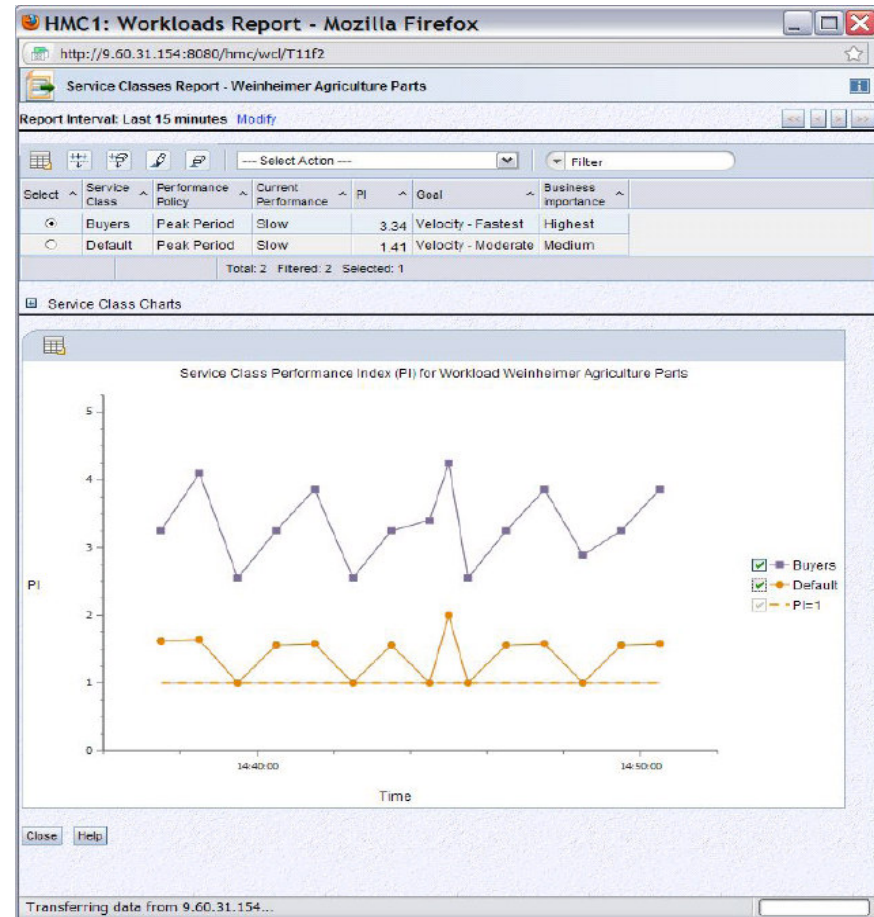 HMC1: Workloads Report - Mozilla Firefox
http://9.60.31.154:8080/hmc/wcl/T11f2
Service Classes Report - Weinheimer Agriculture Parts
Report Interval: Last 15 minutes Modify
<< < > >>
--- Select Action --- Filter
Select Service Class Performance Policy Current Performance PI Goal Business importance
Buyers Peak Period Slow 3.34 Velocity - Fastest Highest
Default Peak Period Slow 1.41 Velocity - Moderate Medium
Total: 2 Filtered: 2 Selected: 1
Service Class Charts
Service Class Performance Index (PI) for Workload Weinheimer Agriculture Parts
5
4
3
Buyers
PI
Default
PI=1
2
1
0
14:40:00 14:50:00
Time
Close Help
Transferring data from 9.60.31.154...